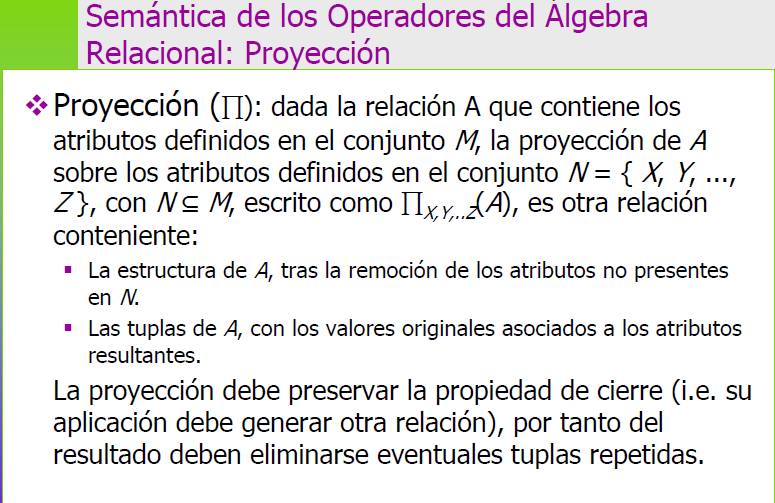 Semántica de los Operadores del Álgebra
Relacional: Proyección
❖Proyección (∏): dada la relación A que contiene los
atributos definidos en el conjunto M, la proyección de A
sobre los atributos definidos en el conjunto N = { X, Y, ...,
Z }, con N ⊆ M, escrito como ∏X,Y,..Z(A), es otra relación
conteniente:
▪ La estructura de A, tras la remoción de los atributos no presentes
en N.
▪ Las tuplas de A, con los valores originales asociados a los atributos
resultantes.
La proyección debe preservar la propiedad de cierre (i.e. su
aplicación debe generar otra relación), por tanto del
resultado deben eliminarse eventuales tuplas repetidas.